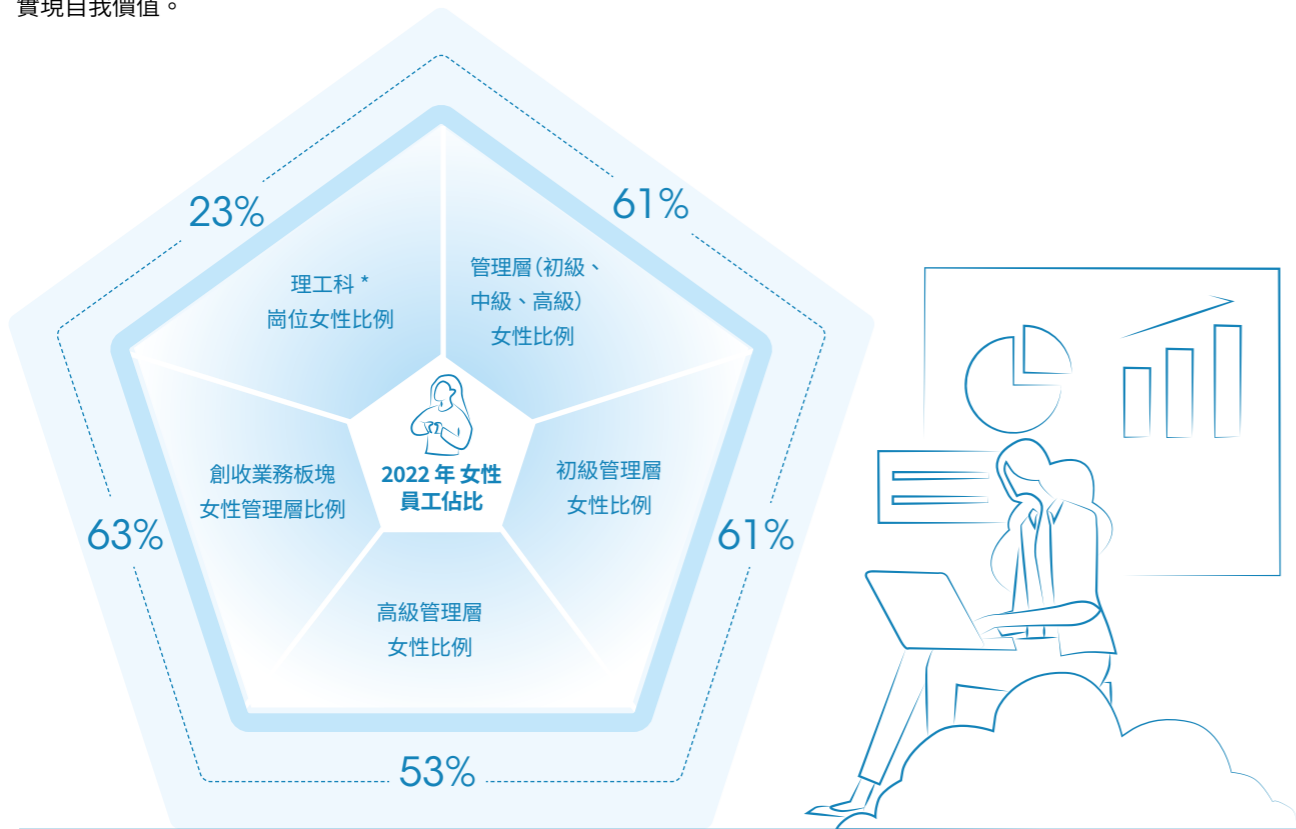 實現自我價值。
23%
61%
理工科 *
崗位女性比例
管理層(初級、
中級、高級)
女性比例
2022 年 女性
員工佔比
創收業務板塊
女性管理層比例
初級管理層
女性比例
63%
61%
高級管理層
女性比例
53%